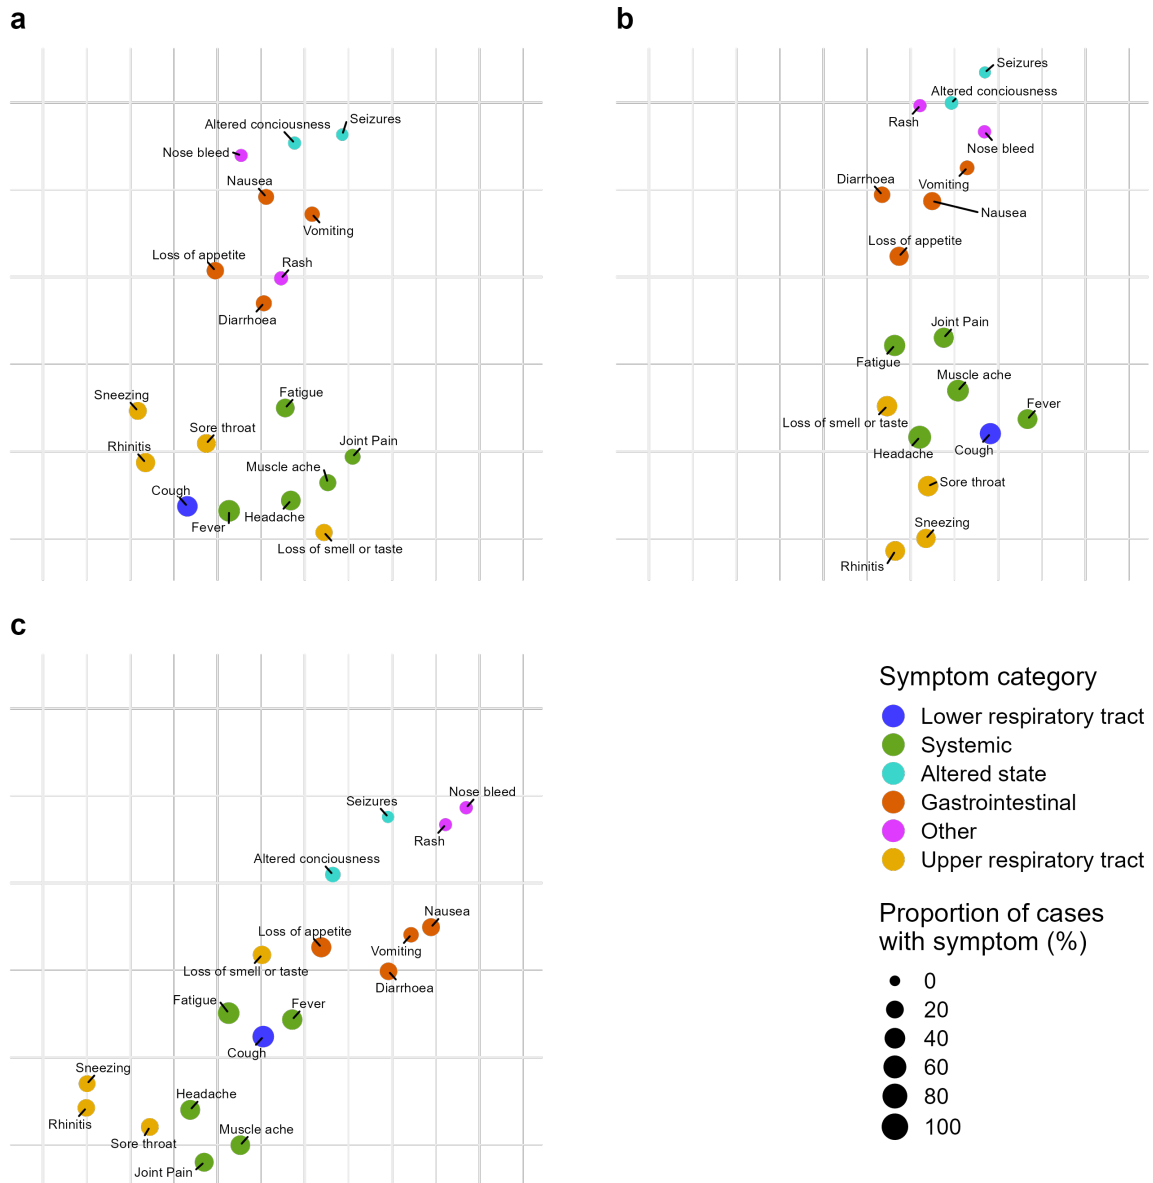 a
Altered conciousness
Seizures
Nose bleed
Nausea
Vomiting
Loss of appetite
Rash
Diarrhoea
Sneezing
Fatigue
Sore throat
Rhinitis
Joint Pain
Muscle ache
Cough
Headache
Fever
Loss of smell or taste
b
Seizures
Altered conciousness
Rash
Nose bleed
Diarrhoea
Vomiting
Nausea
Loss of appetite
Joint Pain
Fatigue
Muscle ache
Fever
Loss of smell or taste
Cough
Headache
Sore throat
Sneezing
Rhinitis
c
Nose bleed
Seizures
Rash
Altered conciousness
Nausea
Loss of appetite
Vomiting
Loss of smell or taste
Diarrhoea
Fatigue
Fever
Cough
Sneezing
Headache
Rhinitis
Muscle ache
Sore throat
Joint Pain
Symptom category
Lower respiratory tract
Systemic
Altered state
Gastrointestinal
Other
Upper respiratory tract
Proportion of cases
with symptom (%)
0
20
40
60
80
100